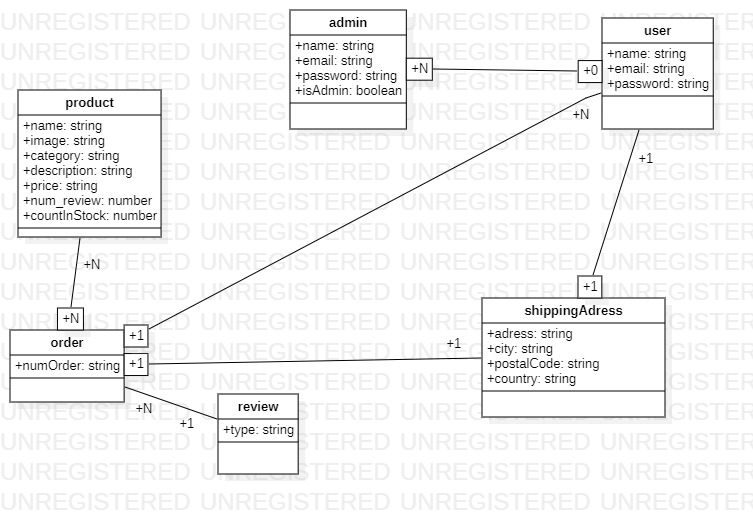 admin
+name: string
+email: string
+password: string
+isAdmin: boolean
+N
+0
user
+name: string
+email: string
+password: string
+N
+1
product
+name: string
+image: string
+category: string
+description: string
+price: string
+num_review: number
+countInStock: number
+N
+N
order
+numOrder: string
+1
+1
+1
+1
shippingAdress
+adress: string
+city: string
+postalCode: string
+country: string
+N
+1
review
+type: string
UNREGISTERED UNREGISTERED UNREGISTERED UNREGISTERED